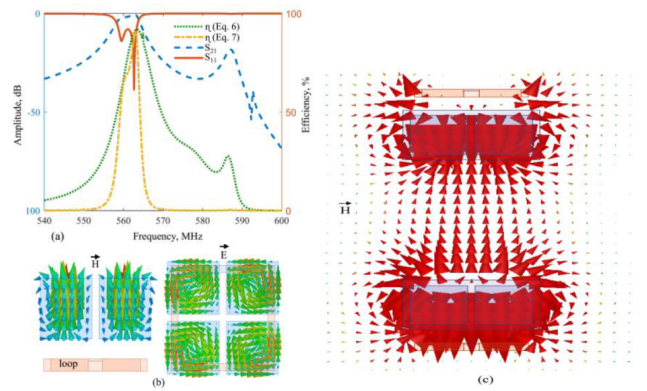 η (Eq. 6)
η (Eq. 7)
S21
S11
0
-50
100
Amplitude, dB
100
50
0
Efficiency, %
540
550
560
570
580
590
600
(a)
Frequency, MHz
H
E
loop
(b)
H
(c)